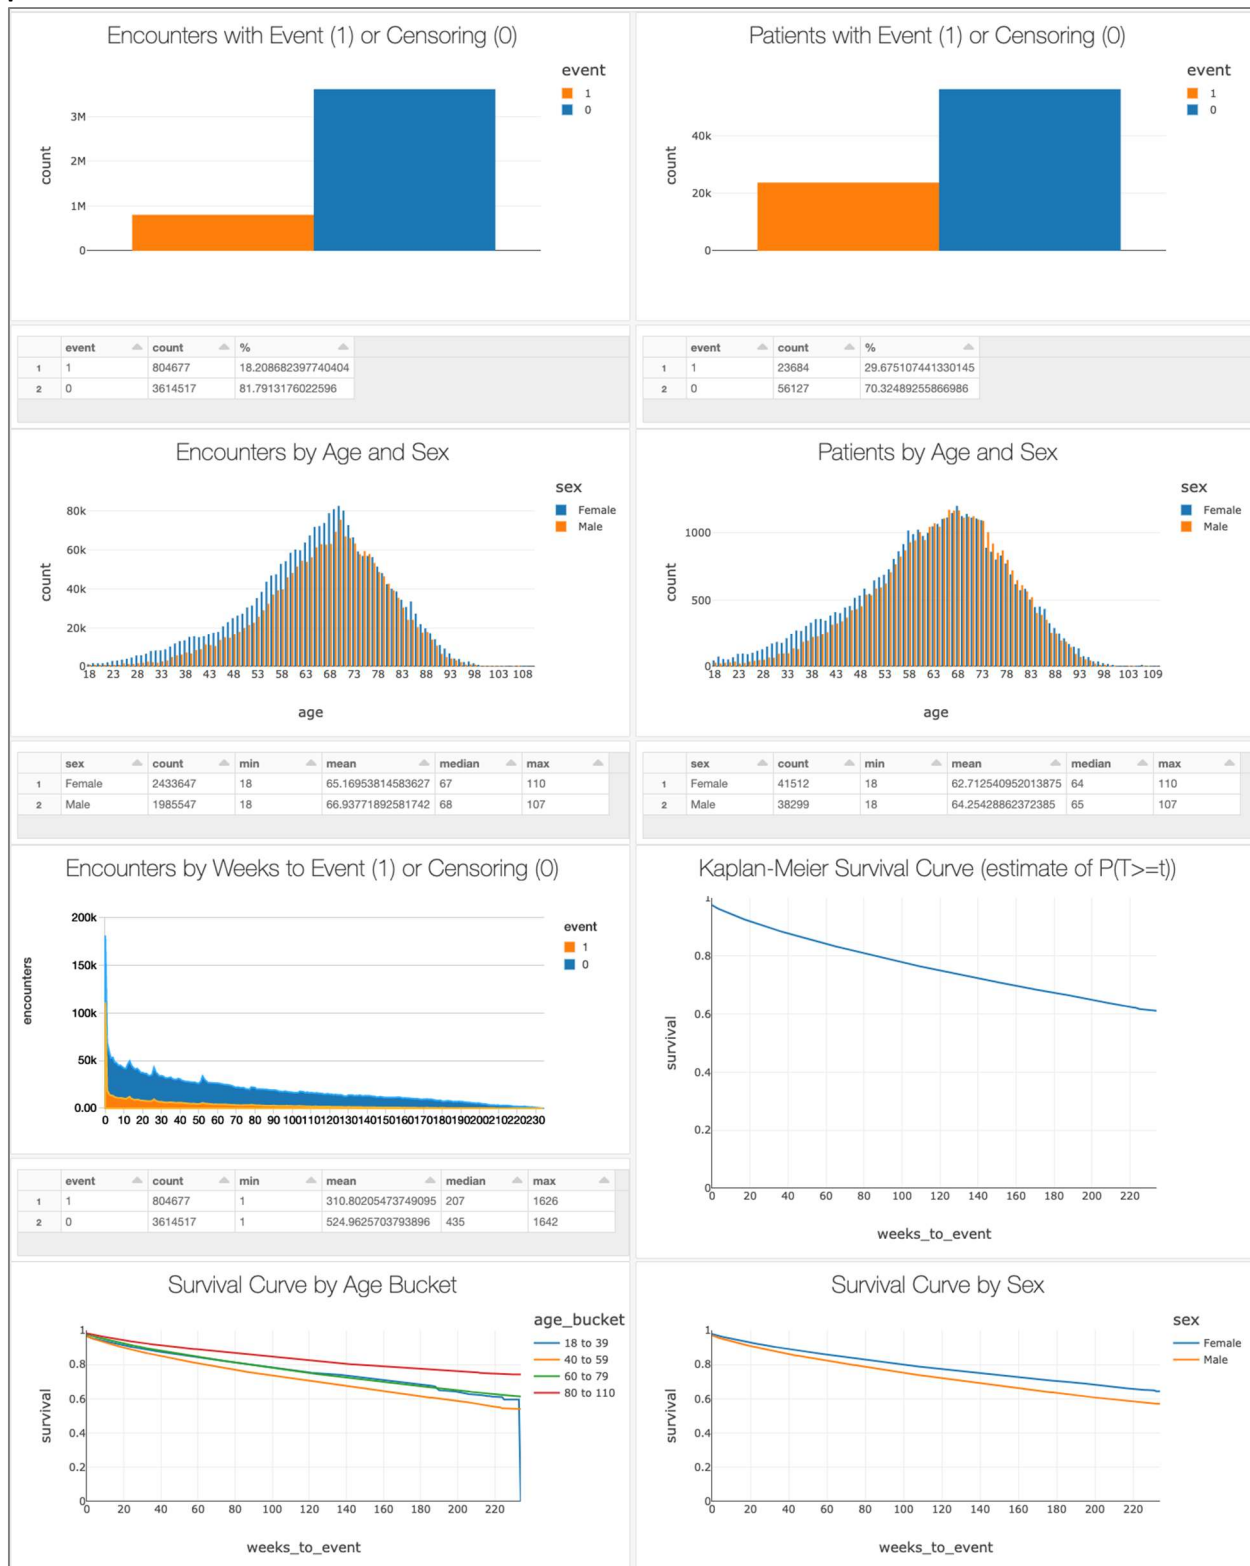 Encounters with Event (1) or Censoring (0)
event
1
0
3M
2M
1M
0
count
Patients with Event (1) or Censoring (0)
event
1
0
40k
20k
0
count
event count %
1 1 804677 18.208682397740404
2 0 3614517 81.7913176022596
event count %
1 1 23684 29.675107441330145
2 0 56127 70.32489255866986
Encounters by Age and Sex
sex
Female
Male
80k
60k
40k
20k
0
count
18 23 28 33 38 43 48 53 58 63 68 73 78 83 88 93 98 103 108
age
Patients by Age and Sex
sex
Female
Male
1000
500
0
count
18 23 28 33 38 43 48 53 58 63 68 73 78 83 88 93 98 103 109
age
sex count min mean median max
1 Female 2433647 18 65.16953814583627 67 110
2 Male 1985547 18 66.93771892581742 68 107
sex count min mean median max
1 Female 41512 18 62.712540952013875 64 110
2 Male 38299 18 64.25428862372385 65 107
Encounters by Weeks to Event (1) or Censoring (0)
event
1
0
200k
150k
100k
50k
0.00
encounters
0 10 20 30 40 50 60 70 80 90 100110120130140150160170180190200210220230
event count min mean median max
1 1 804677 1 310.80205473749095 207 1626
2 0 3614517 1 524.9625703793896 435 1642
Kaplan-Meier Survival Curve (estimate of P(T>=t))
1
0.8
0.6
0.4
0.2
0
survival
0 20 40 60 80 100 120 140 160 180 200 220
weeks_to_event
Survival Curve by Age Bucket
age_bucket
18 to 39
40 to 59
60 to 79
80 to 110
1
0.8
0.6
0.4
0.2
0
survival
0 20 40 60 80 100 120 140 160 180 200 220
weeks_to_event
Survival Curve by Sex
sex
Female
Male
1
0.8
0.6
0.4
0.2
0
survival
0 20 40 60 80 100 120 140 160 180 200 220
weeks_to_event